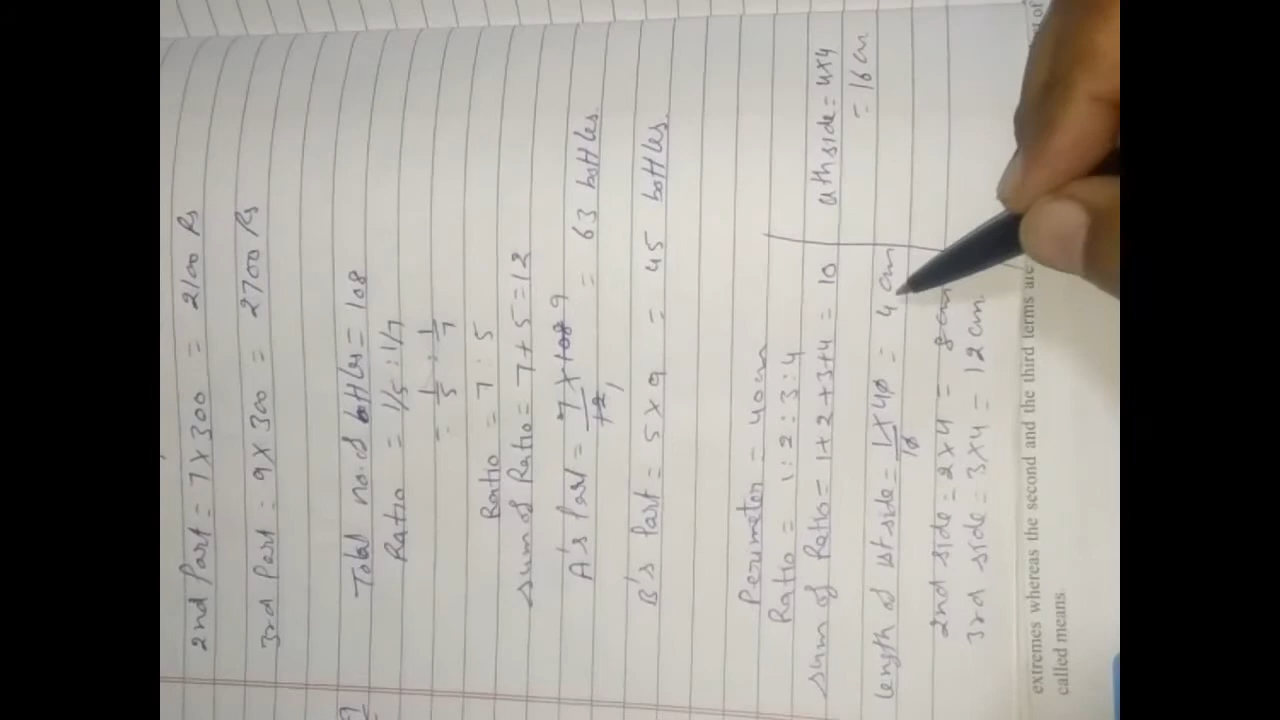 2nd Part = 7 X 300 = 2100 Rs
3rd Part = 9 X 300 = 2700 Rs
Total no. of bottles = 108
Ratio = 1/5 : 1/7
= 1/5 : 1/7
Ratio = 7 : 5
sum of Ratio = 7 + 5 = 12
A's Part = 7 X 108 9
12 1
= 63 bottles.
B's Part = 5 X 9 = 45 bottles.
Perimeter = 40 cm
Ratio = 1 : 2 : 3 : 4
sum of Ratio = 1 + 2 + 3 + 4 = 10
length of 1st side = 1 X 40 = 4 cm
10
2nd side = 2 X 4 = 8 cm
3rd side = 3 X 4 = 12 cm
4th side = 4 X 4
= 16 cm
extremes whereas the second and the third terms are
called means